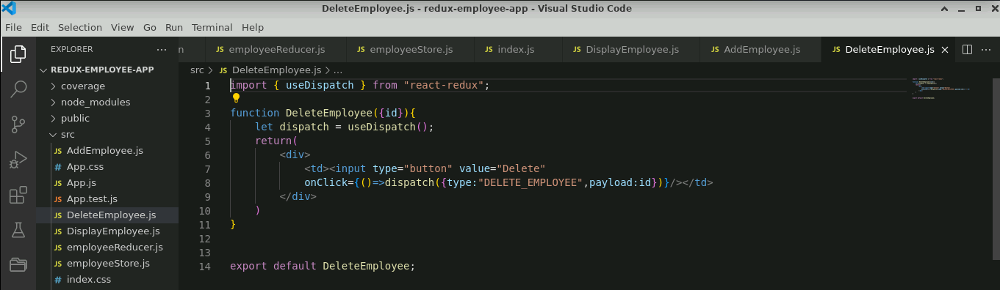 DeleteEmployee.js - redux-employee-app - Visual Studio Code
File Edit Selection View Go Run Terminal Help
EXPLORER ...
REDUX-EMPLOYEE-APP
coverage
node_modules
public
src
JS AddEmployee.js
# App.css
JS App.js
JS App.test.js
JS DeleteEmployee.js
JS DisplayEmployee.js
JS employeeReducer.js
JS employeeStore.js
# index.css
n JS employeeReducer.js JS employeeStore.js JS index.js JS DisplayEmployee.js JS AddEmployee.js JS DeleteEmployee.js ...
src > JS DeleteEmployee.js > ...
1 import { useDispatch } from "react-redux";
2
3 function DeleteEmployee({id}){
4 let dispatch = useDispatch();
5 return(
6 <div>
7 <td><input type="button" value="Delete"
8 onClick={()=>dispatch({type:"DELETE_EMPLOYEE",payload:id})}/></td>
9 </div>
10 )
11 }
12
13
14 export default DeleteEmployee;